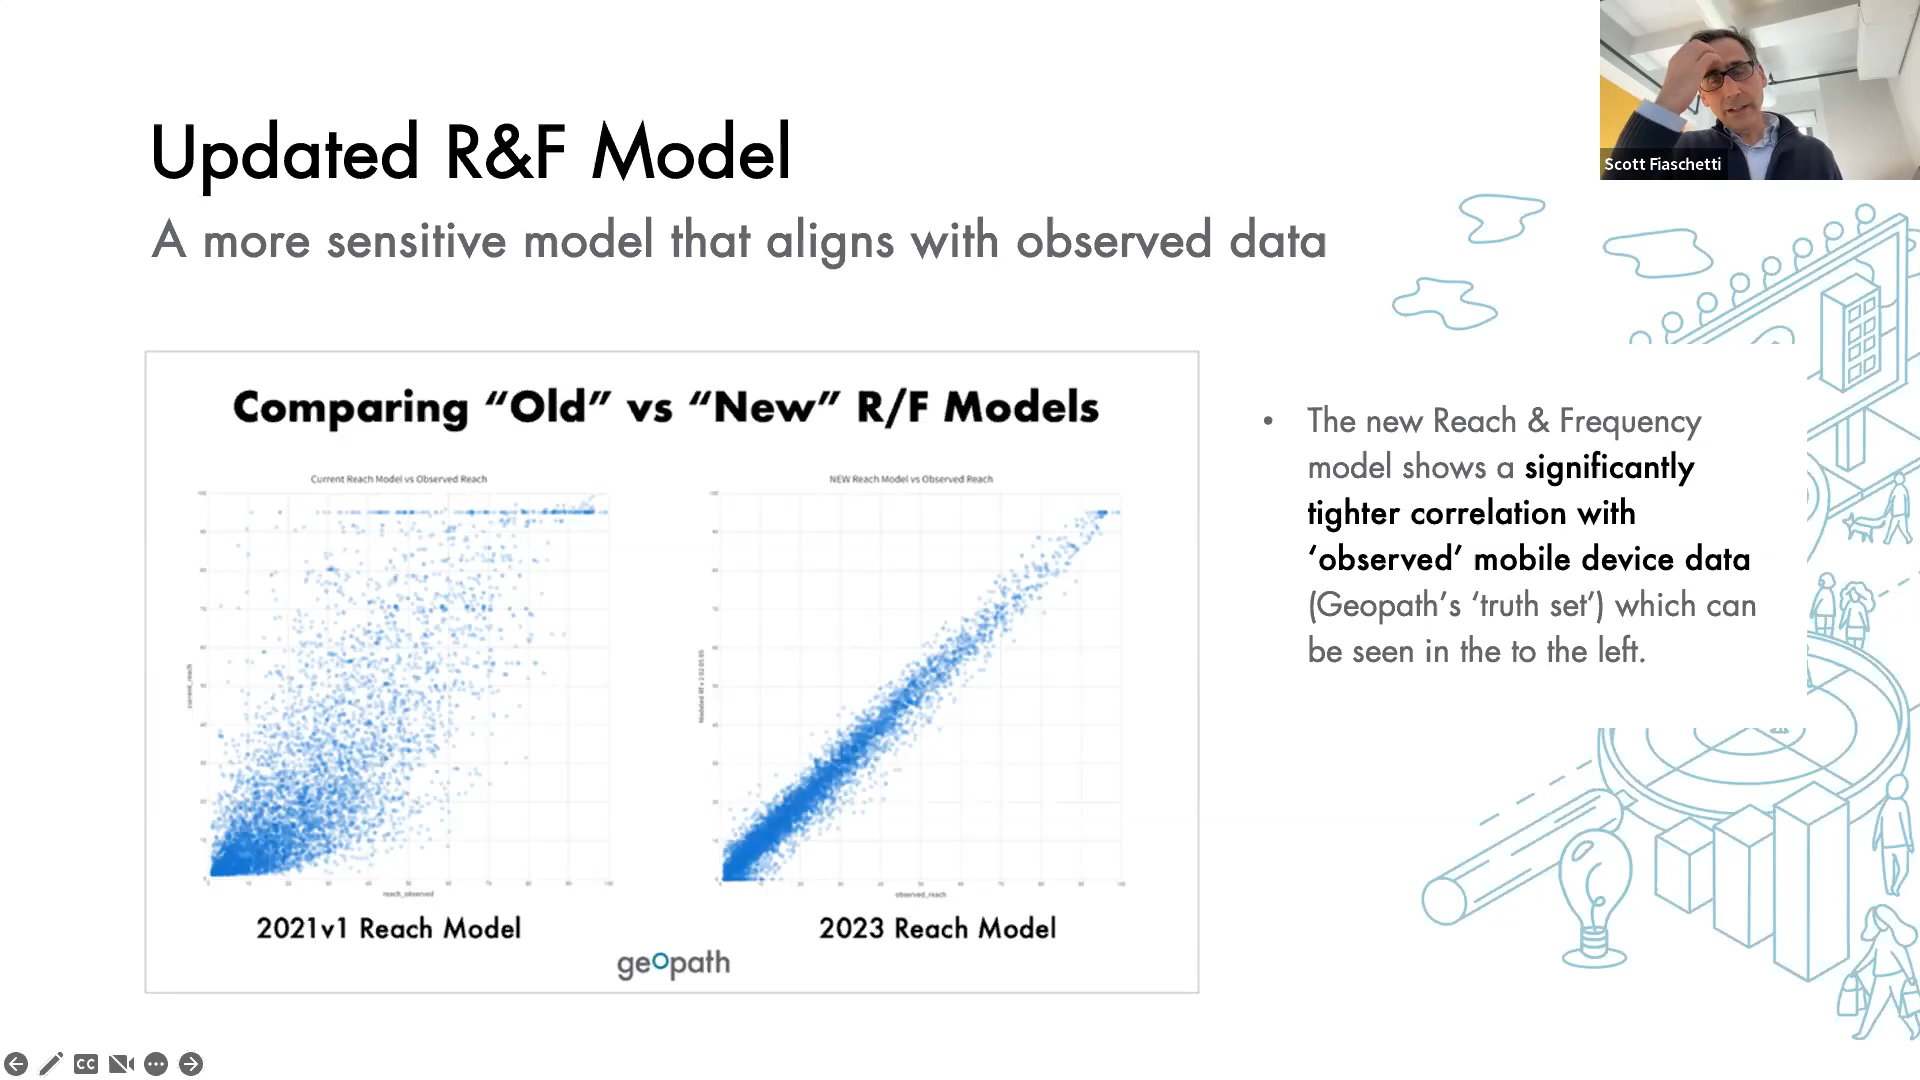 Scott Fiaschetti
Updated R&F Model
A more sensitive model that aligns with observed data
Comparing “Old” vs “New” R/F Models
Current Reach Model vs Observed Reach
NEW Reach Model vs Observed Reach
current_reach
reach_observed
observed_reach
2021v1 Reach Model
2023 Reach Model
geopath
• The new Reach & Frequency
model shows a significantly
tighter correlation with
‘observed’ mobile device data
(Geopath’s ‘truth set’) which can
be seen in the to the left.
CC